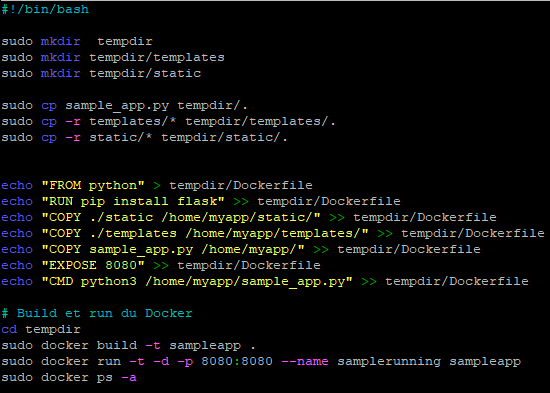 #!/bin/bash
sudo mkdir  tempdir
sudo mkdir tempdir/templates
sudo mkdir tempdir/static
sudo cp sample_app.py tempdir/.
sudo cp -r templates/* tempdir/templates/.
sudo cp -r static/* tempdir/static/.
echo "FROM python" > tempdir/Dockerfile
echo "RUN pip install flask" >> tempdir/Dockerfile
echo "COPY ./static /home/myapp/static/" >> tempdir/Dockerfile
echo "COPY ./templates /home/myapp/templates/" >> tempdir/Dockerfile
echo "COPY sample_app.py /home/myapp/" >> tempdir/Dockerfile
echo "EXPOSE 8080" >> tempdir/Dockerfile
echo "CMD python3 /home/myapp/sample_app.py" >> tempdir/Dockerfile
# Build et run du Docker
cd tempdir
sudo docker build -t sampleapp .
sudo docker run -t -d -p 8080:8080 --name samplerunning sampleapp
sudo docker ps -a